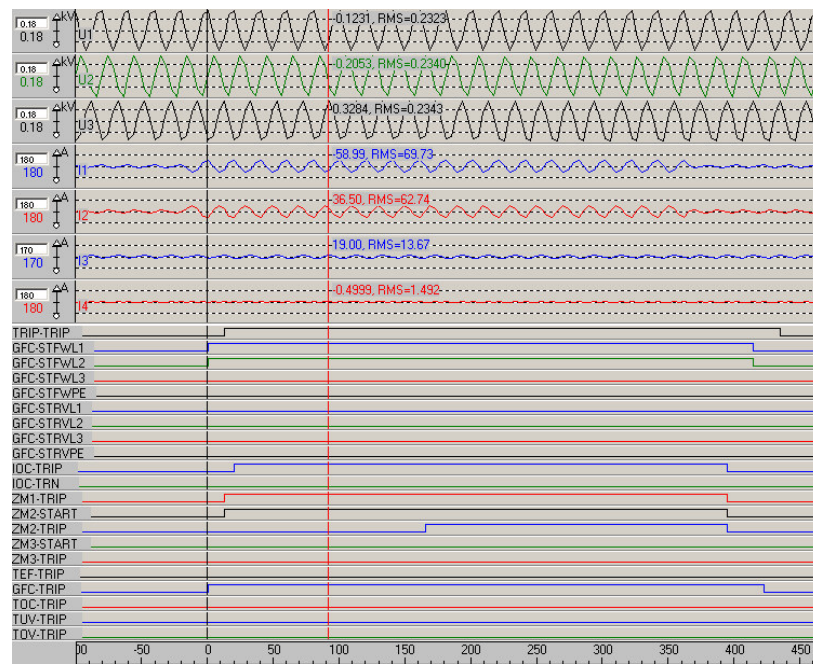 0.18 kV -0.1231, RMS=0.2323
0.18 U1
0.18 kV -0.2053, RMS=0.2340
0.18 U2
0.18 kV 0.3284, RMS=0.2343
0.18 U3
180 A -58.99, RMS=69.73
180 I1
180 A 36.50, RMS=62.74
180 I2
170 A 19.00, RMS=13.67
170 I3
180 A -0.4999, RMS=1.492
180 I4
TRIP-TRIP
GFC-STFWL1
GFC-STFWL2
GFC-STFWL3
GFC-STFWPE
GFC-STRVL1
GFC-STRVL2
GFC-STRVL3
GFC-STRVPE
IOC-TRIP
IOC-TRN
ZM1-TRIP
ZM2-START
ZM2-TRIP
ZM3-START
ZM3-TRIP
TEF-TRIP
GFC-TRIP
TOC-TRIP
TUV-TRIP
TOV-TRIP
00 -50 0 50 100 150 200 250 300 350 400 450